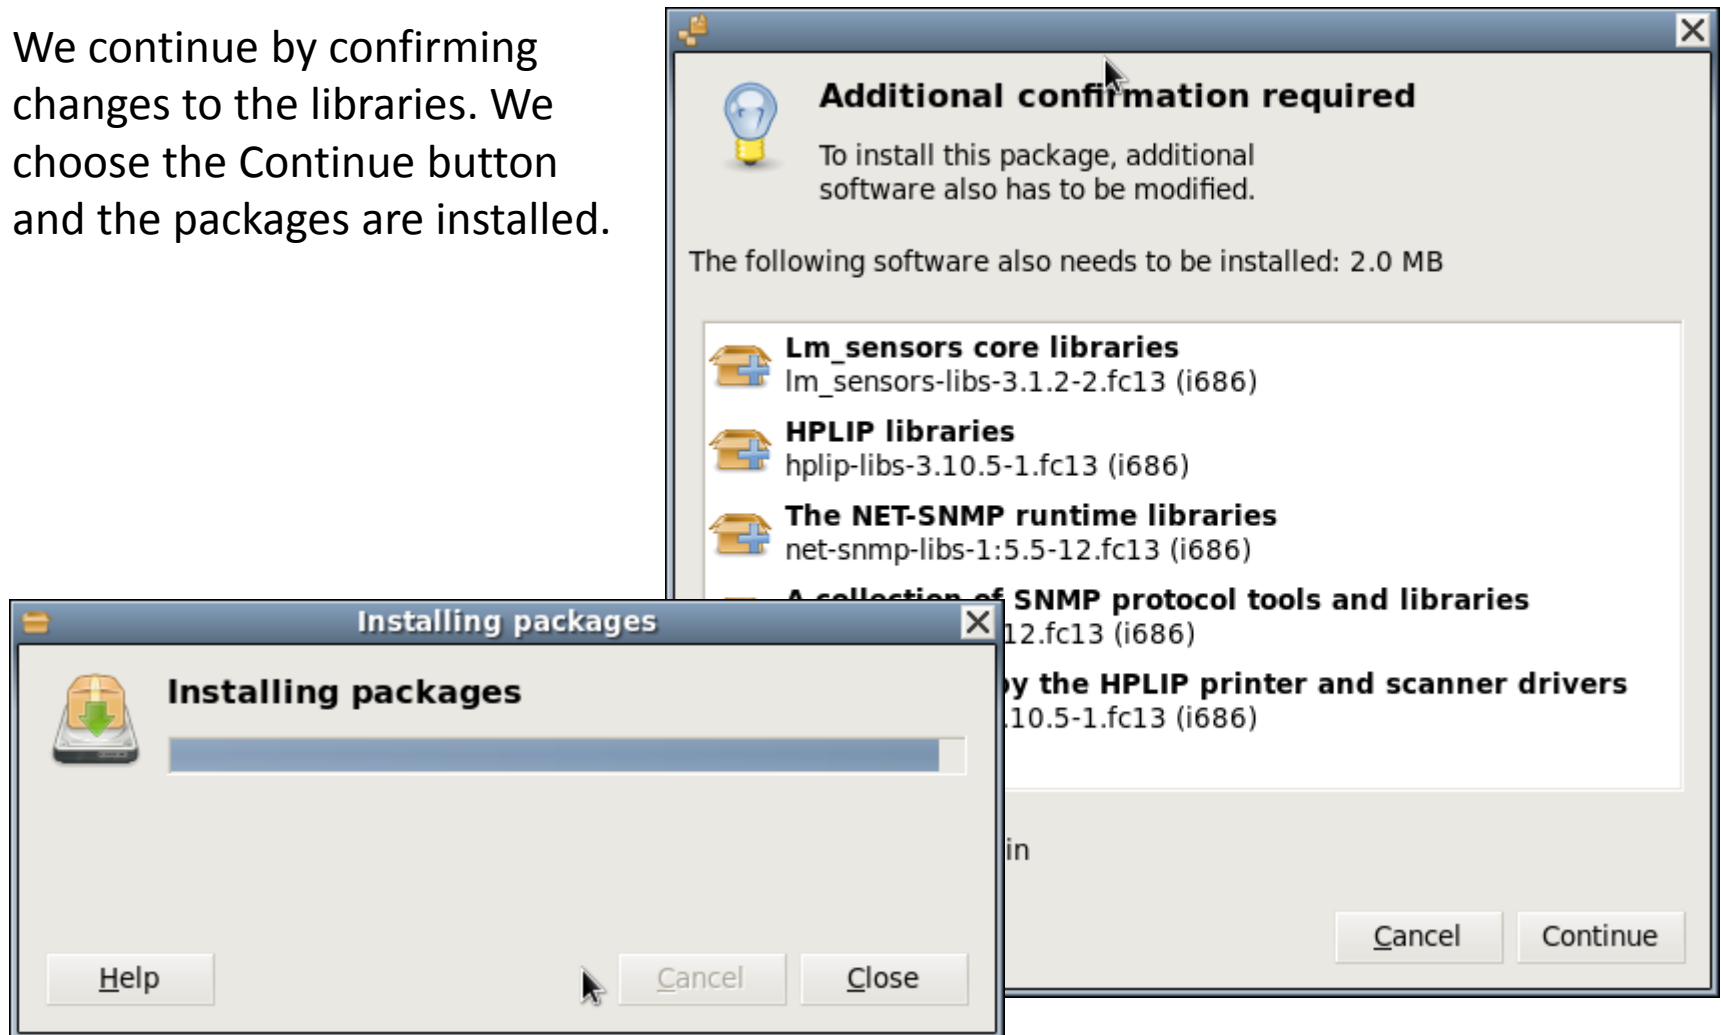 We continue by confirming
changes to the libraries. We
choose the Continue button
and the packages are installed.
Additional confirmation required
To install this package, additional
software also has to be modified.
The following software also needs to be installed: 2.0 MB
Lm_sensors core libraries
lm_sensors-libs-3.1.2-2.fc13 (i686)
HPLIP libraries
hplip-libs-3.10.5-1.fc13 (i686)
The NET-SNMP runtime libraries
net-snmp-libs-1:5.5-12.fc13 (i686)
A collection of SNMP protocol tools and libraries
12.fc13 (i686)
by the HPLIP printer and scanner drivers
.10.5-1.fc13 (i686)
in
Cancel Continue
Installing packages
Installing packages
Help Cancel Close